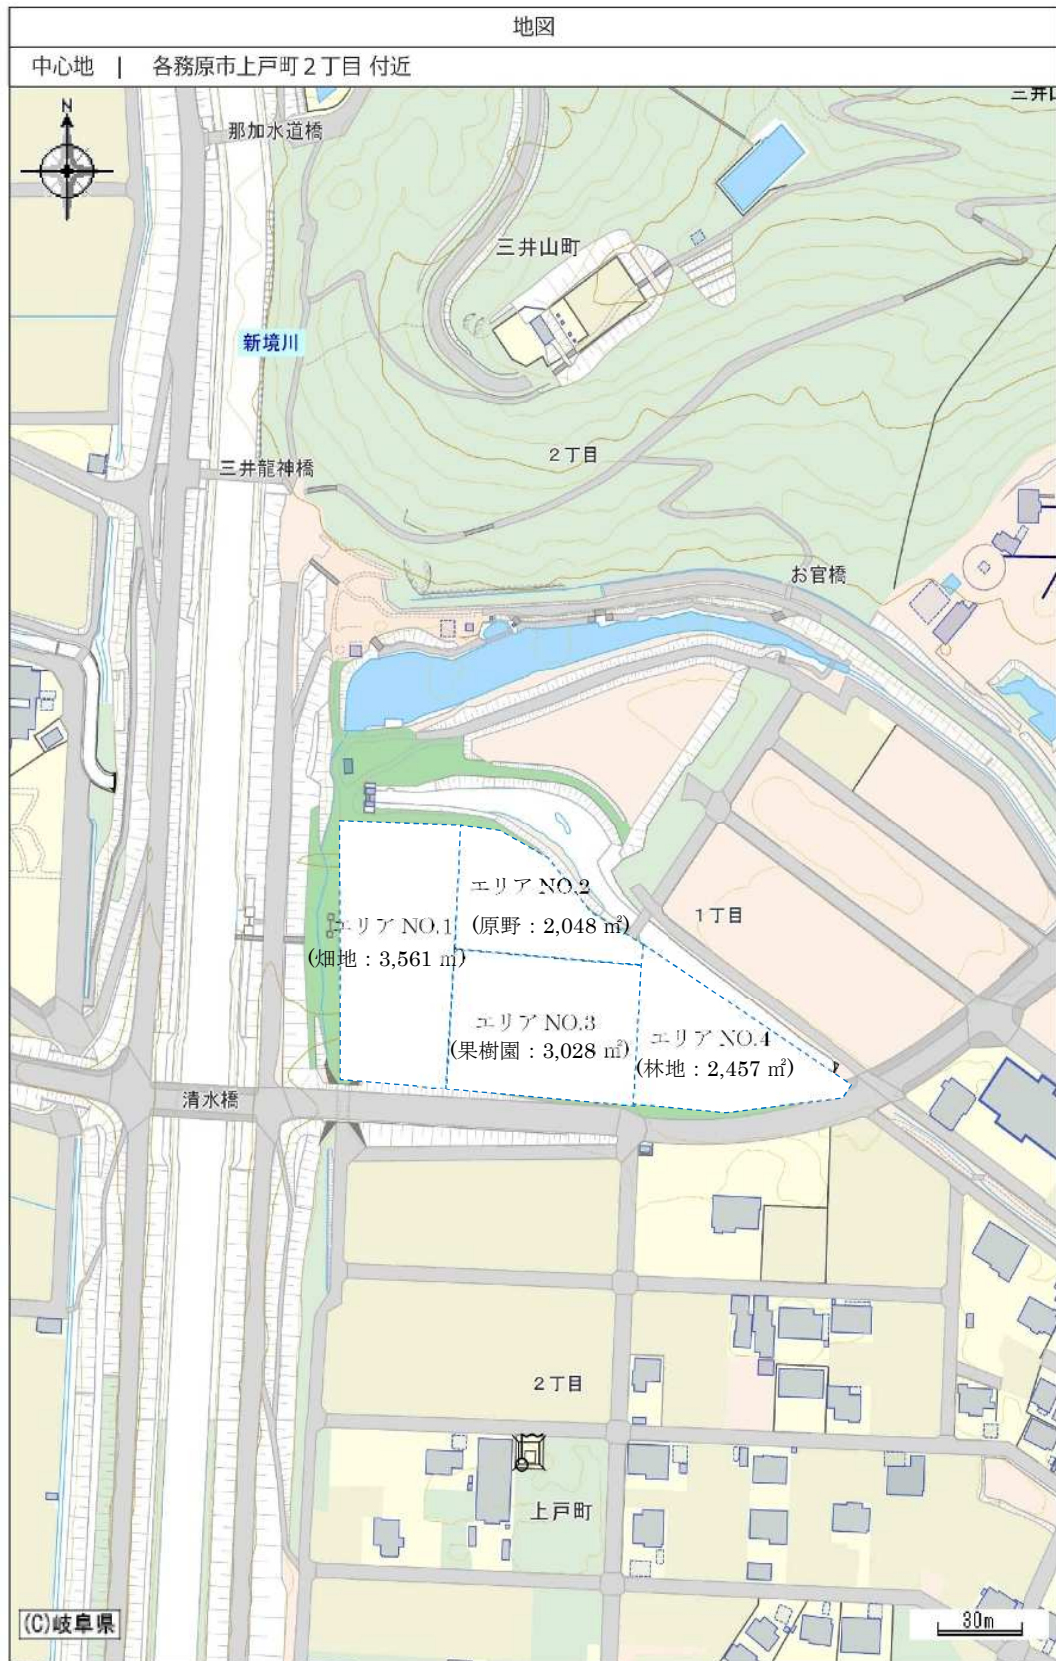 地図
中心地 | 各務原市上戸町2丁目 付近
N
那加水道橋
三井山町
新境川
2丁目
三井龍神橋
お官橋
エリア NO.2
(原野：2,048 ㎡)
1丁目
エリア NO.1
(畑地：3,561 ㎡)
エリア NO.3
(果樹園：3,028 ㎡)
エリア NO.4
(林地：2,457 ㎡)
清水橋
2丁目
上戸町
(C)岐阜県
30m